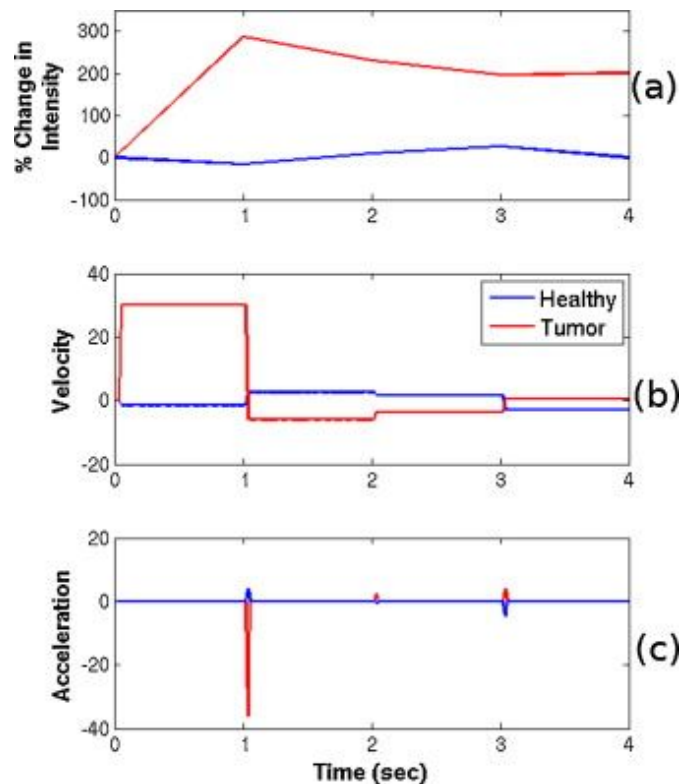 % Change in
Intensity
300
200
100
0
-100
0 1 2 3 4
(a)
Velocity
40
20
0
-20
0 1 2 3 4
Healthy
Tumor
(b)
Acceleration
20
0
-20
-40
0 1 2 3 4
(c)
Time (sec)